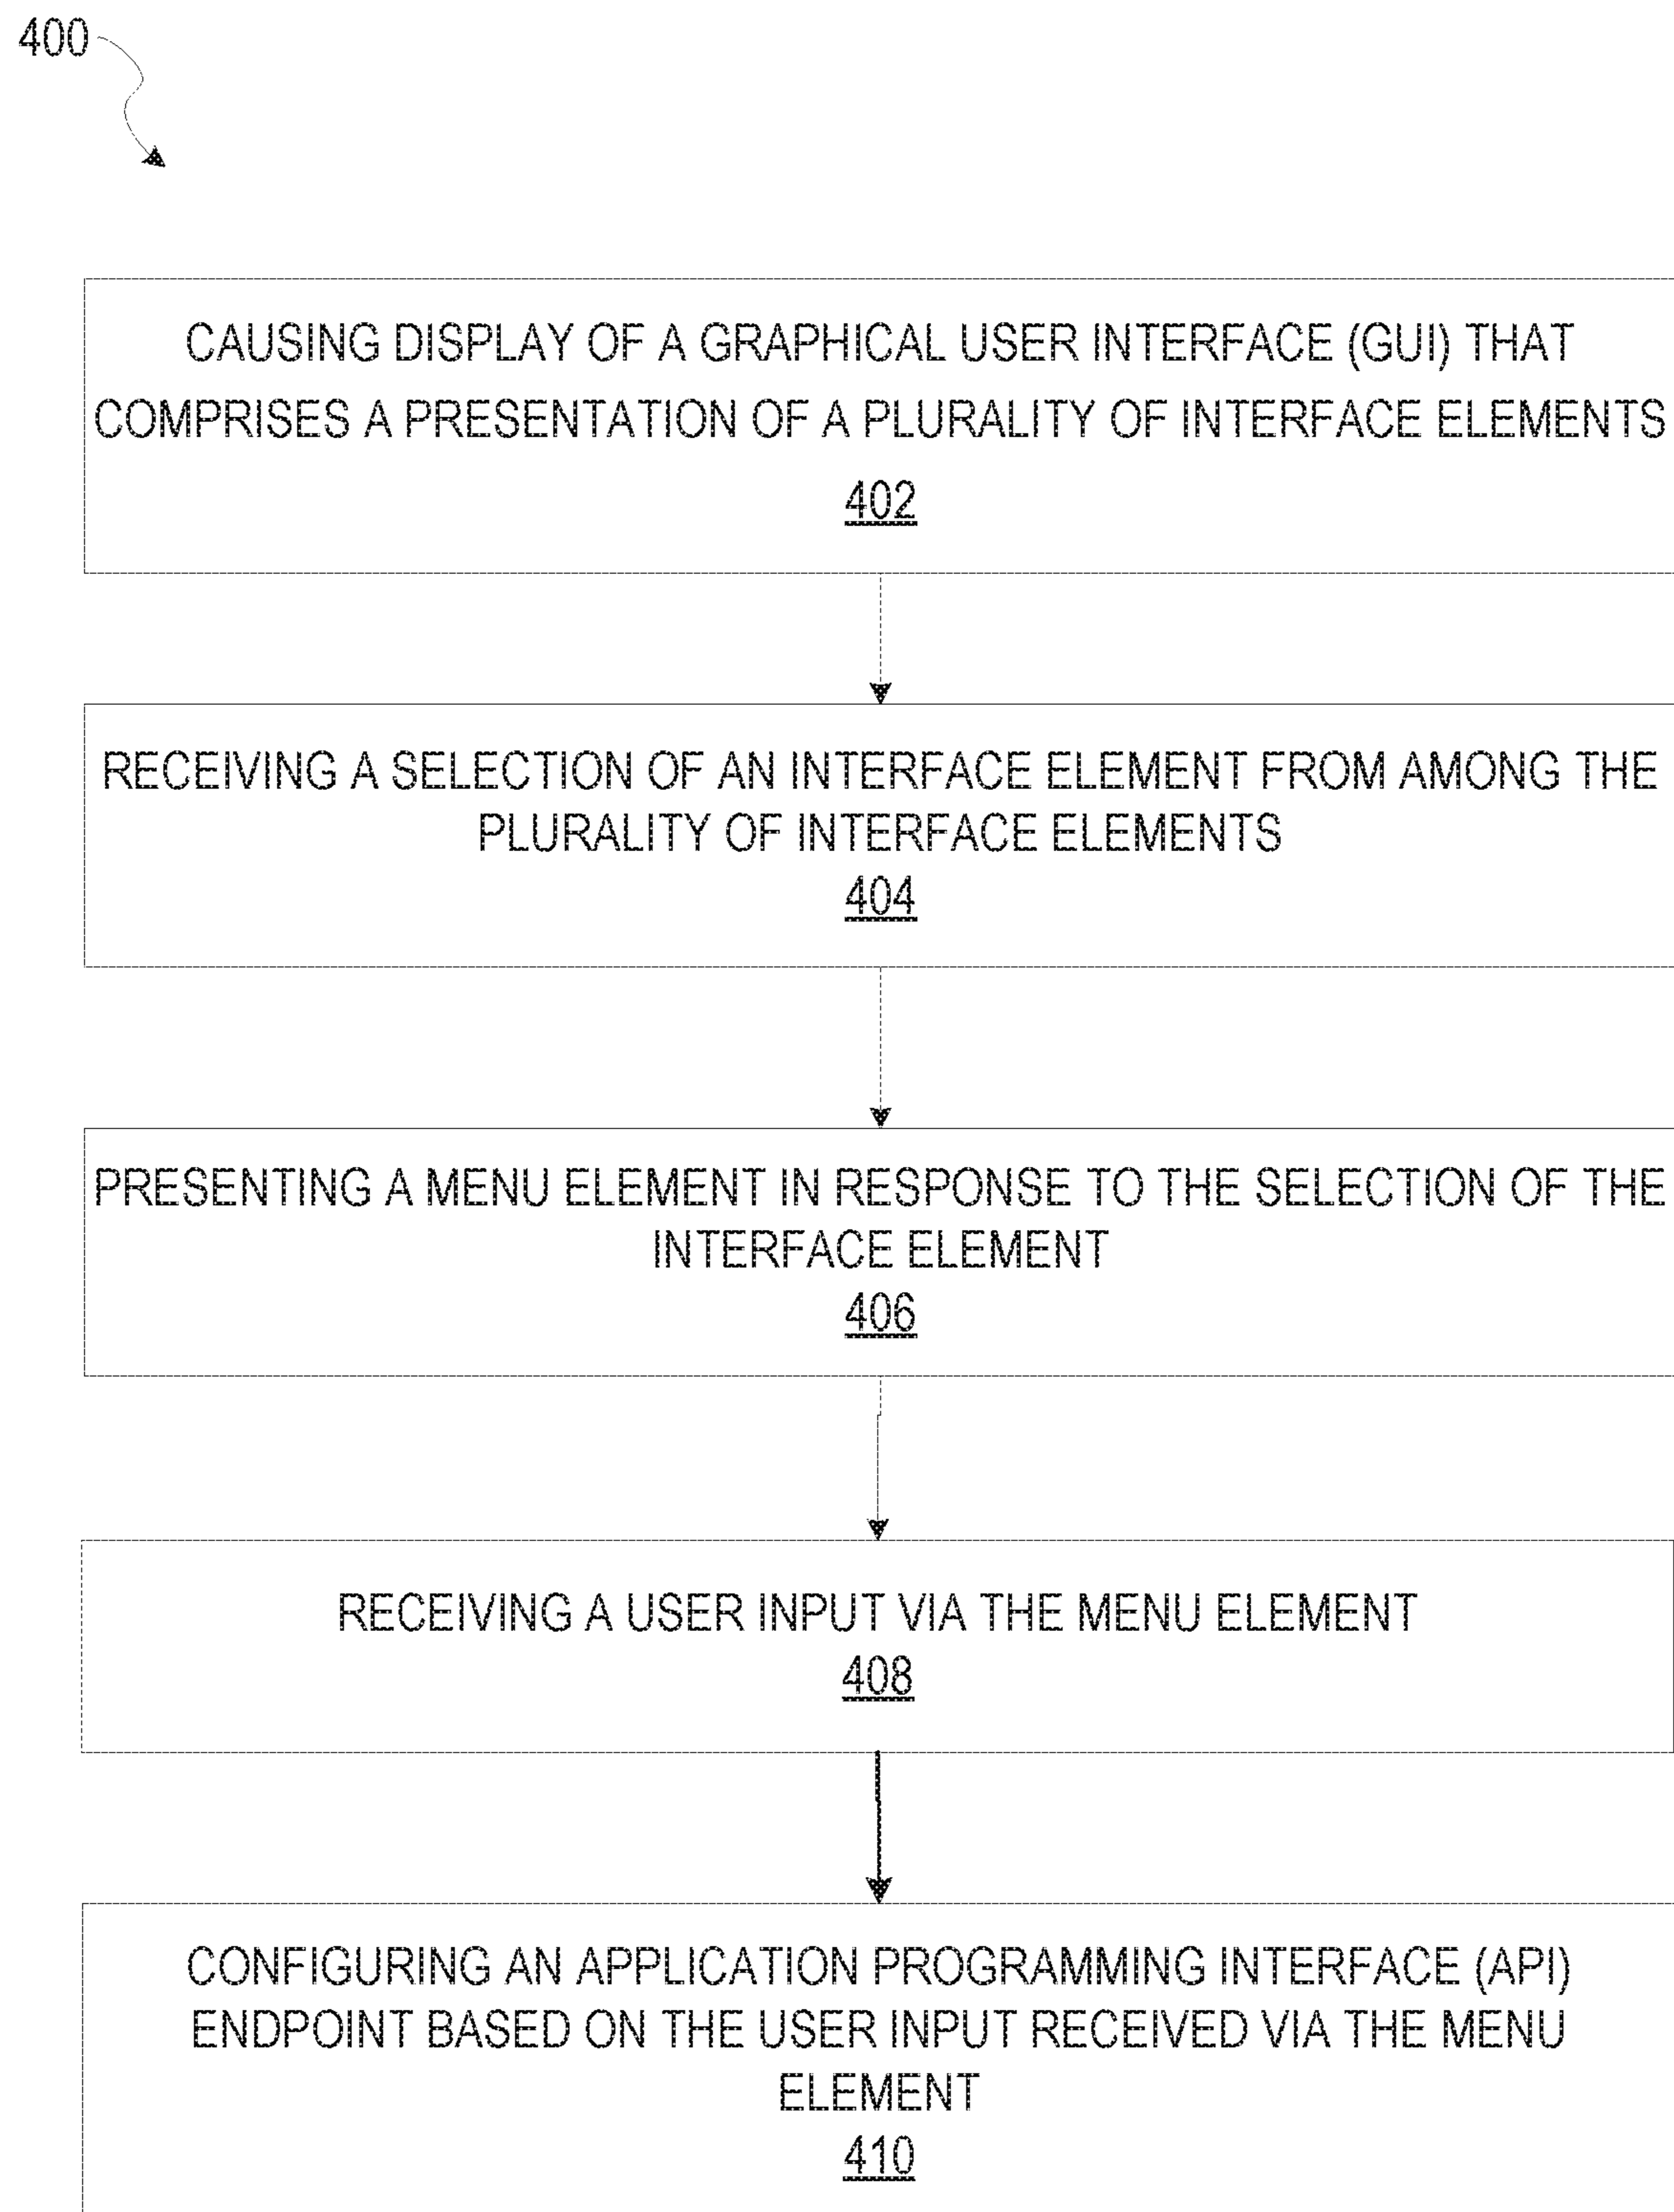 400
CAUSING DISPLAY OF A GRAPHICAL USER INTERFACE (GUI) THAT
COMPRISES A PRESENTATION OF A PLURALITY OF INTERFACE ELEMENTS
402
RECEIVING A SELECTION OF AN INTERFACE ELEMENT FROM AMONG THE
PLURALITY OF INTERFACE ELEMENTS
404
PRESENTING A MENU ELEMENT IN RESPONSE TO THE SELECTION OF THE
INTERFACE ELEMENT
406
RECEIVING A USER INPUT VIA THE MENU ELEMENT
408
CONFIGURING AN APPLICATION PROGRAMMING INTERFACE (API)
ENDPOINT BASED ON THE USER INPUT RECEIVED VIA THE MENU
ELEMENT
410